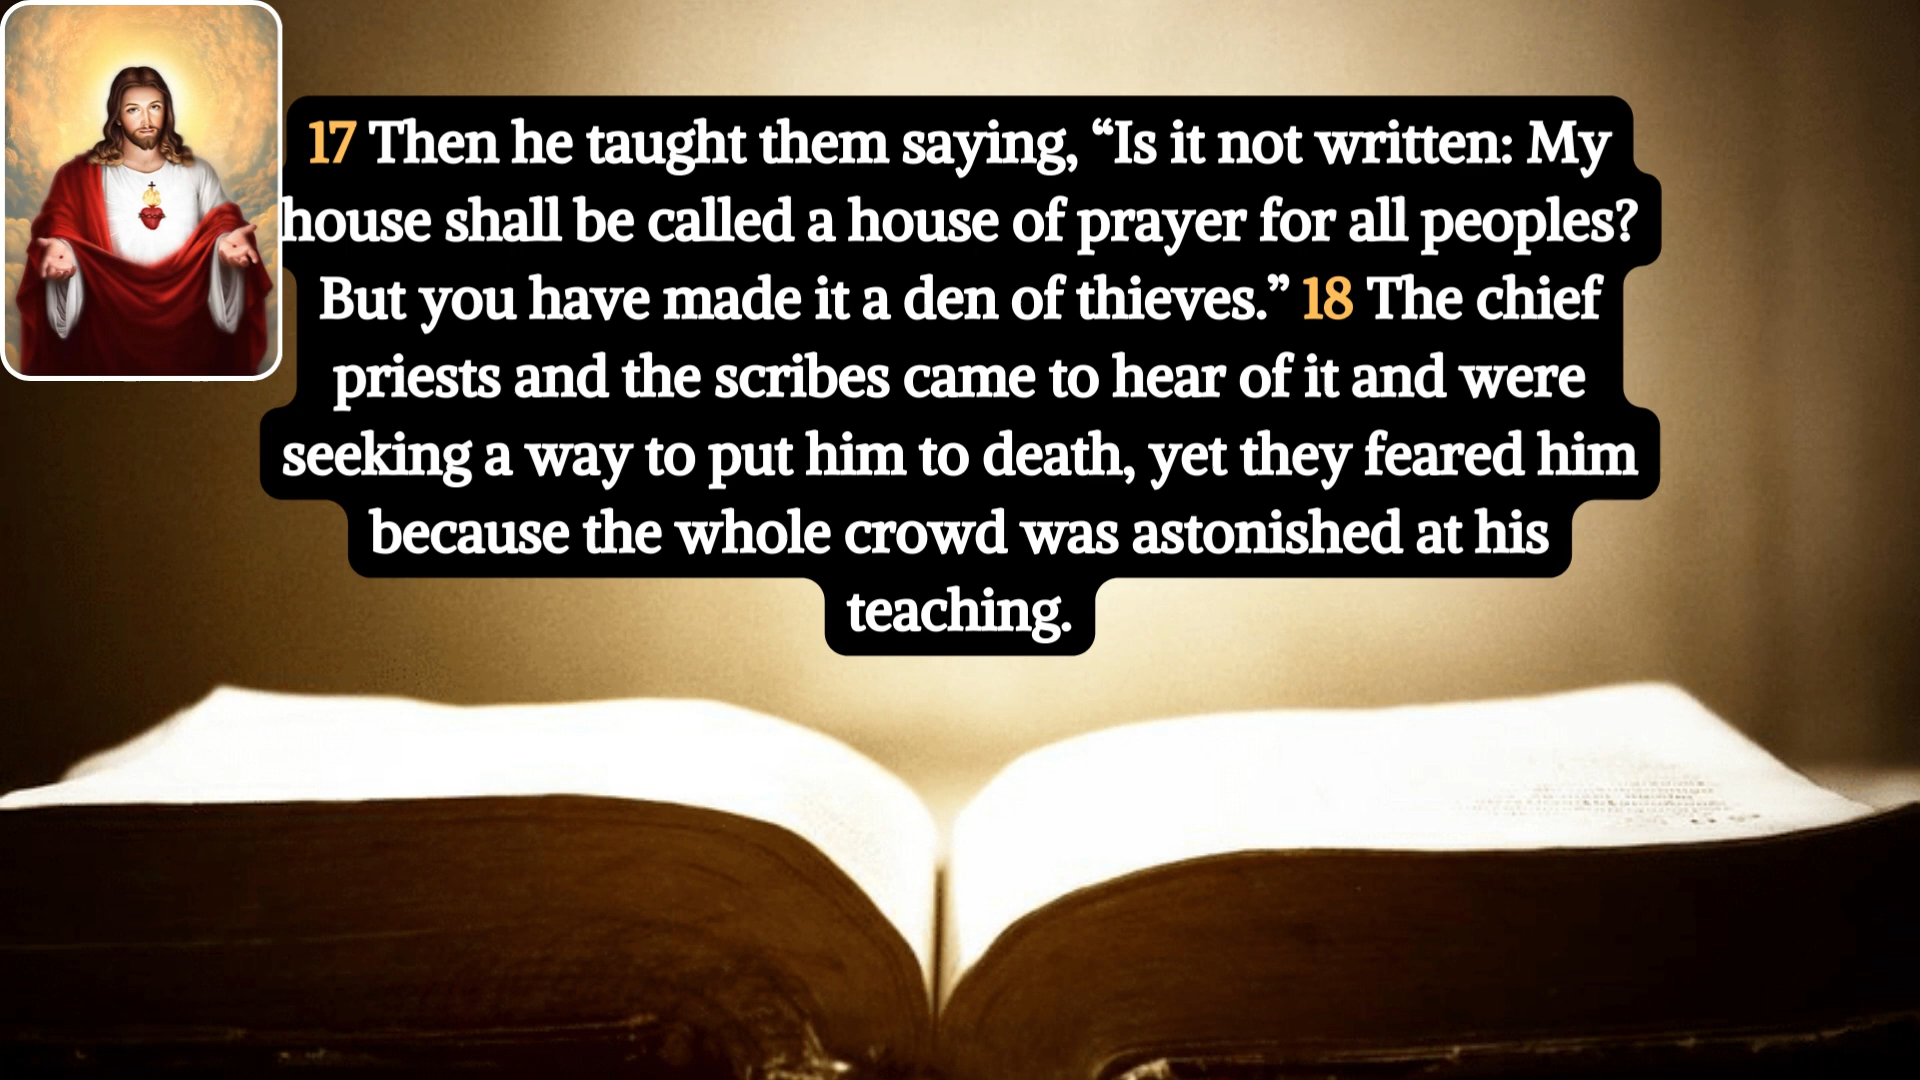 17 Then he taught them saying, “Is it not written: My
house shall be called a house of prayer for all peoples?
But you have made it a den of thieves.” 18 The chief
priests and the scribes came to hear of it and were
seeking a way to put him to death, yet they feared him
because the whole crowd was astonished at his
teaching.